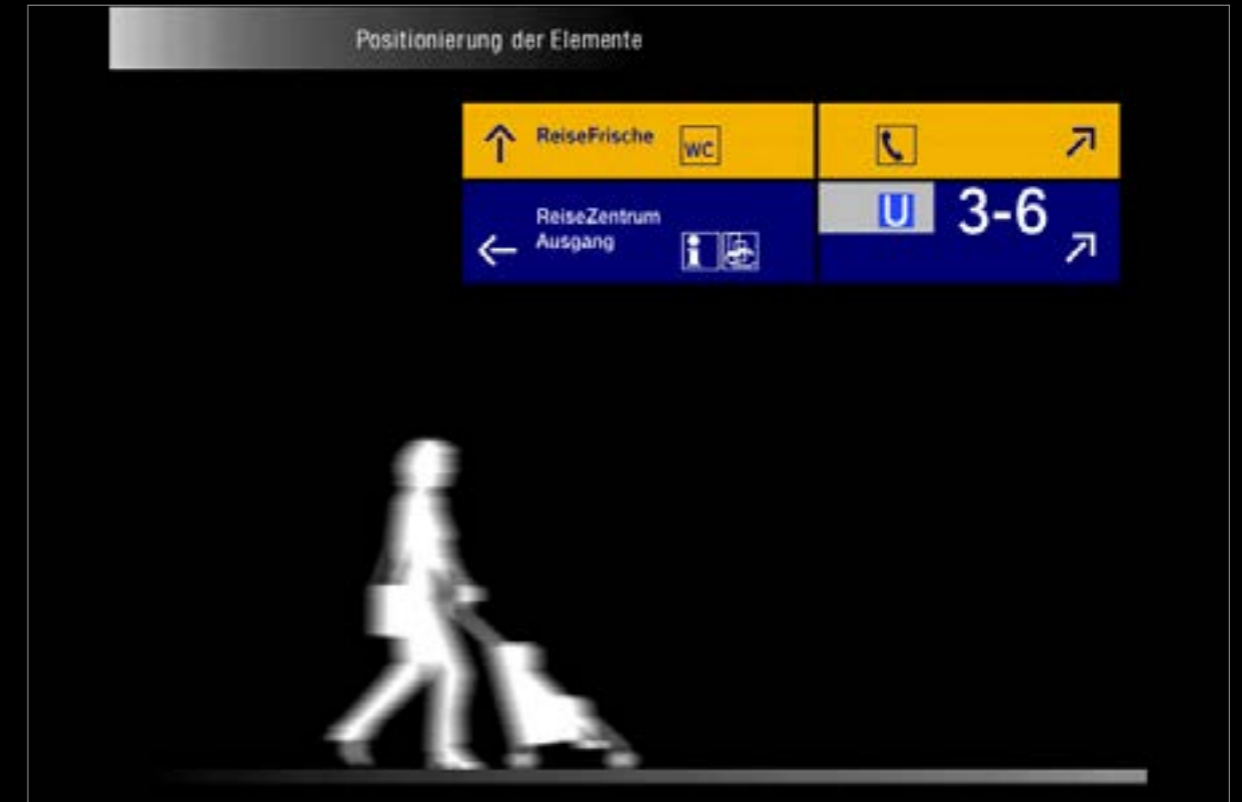 Positionierung der Elemente
ReiseFrische WC
ReiseZentrum
Ausgang i
U 3-6